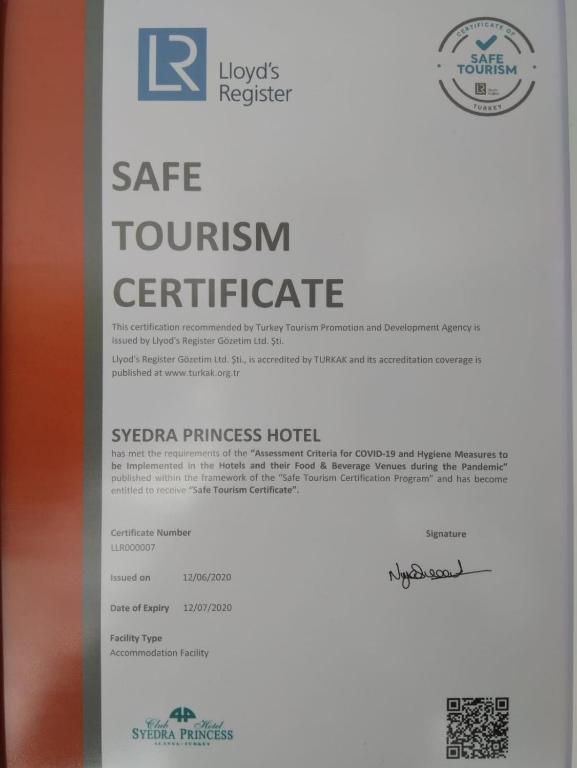 LR
Lloyd's
Register
CERTIFICATE OF
SAFE
TOURISM
LR
TURKEY
SAFE
TOURISM
CERTIFICATE
This certification recommended by Turkey Tourism Promotion and Development Agency is
issued by Llyod's Register Gözetim Ltd. Şti.
Llyod's Register Gözetim Ltd. Şti., is accredited by TURKAK and its accreditation coverage is
published at www.turkak.org.tr
SYEDRA PRINCESS HOTEL
has met the requirements of the "Assessment Criteria for COVID-19 and Hygiene Measures to
be Implemented in the Hotels and their Food & Beverage Venues during the Pandemic"
published within the framework of the "Safe Tourism Certification Program" and has become
entitled to receive "Safe Tourism Certificate".
Certificate Number
Signature
LLR000007
Issued on 12/06/2020
Date of Expiry 12/07/2020
Facility Type
Accommodation Facility
Club Hotel
SYEDRA PRINCESS
ALANYA - TURKEY